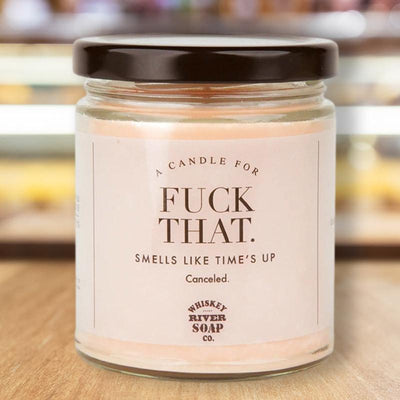 A CANDLE FOR
FUCK
THAT.
SMELLS LIKE TIME'S UP
Canceled.
WHISKEY
RIVER
SOAP
CO.